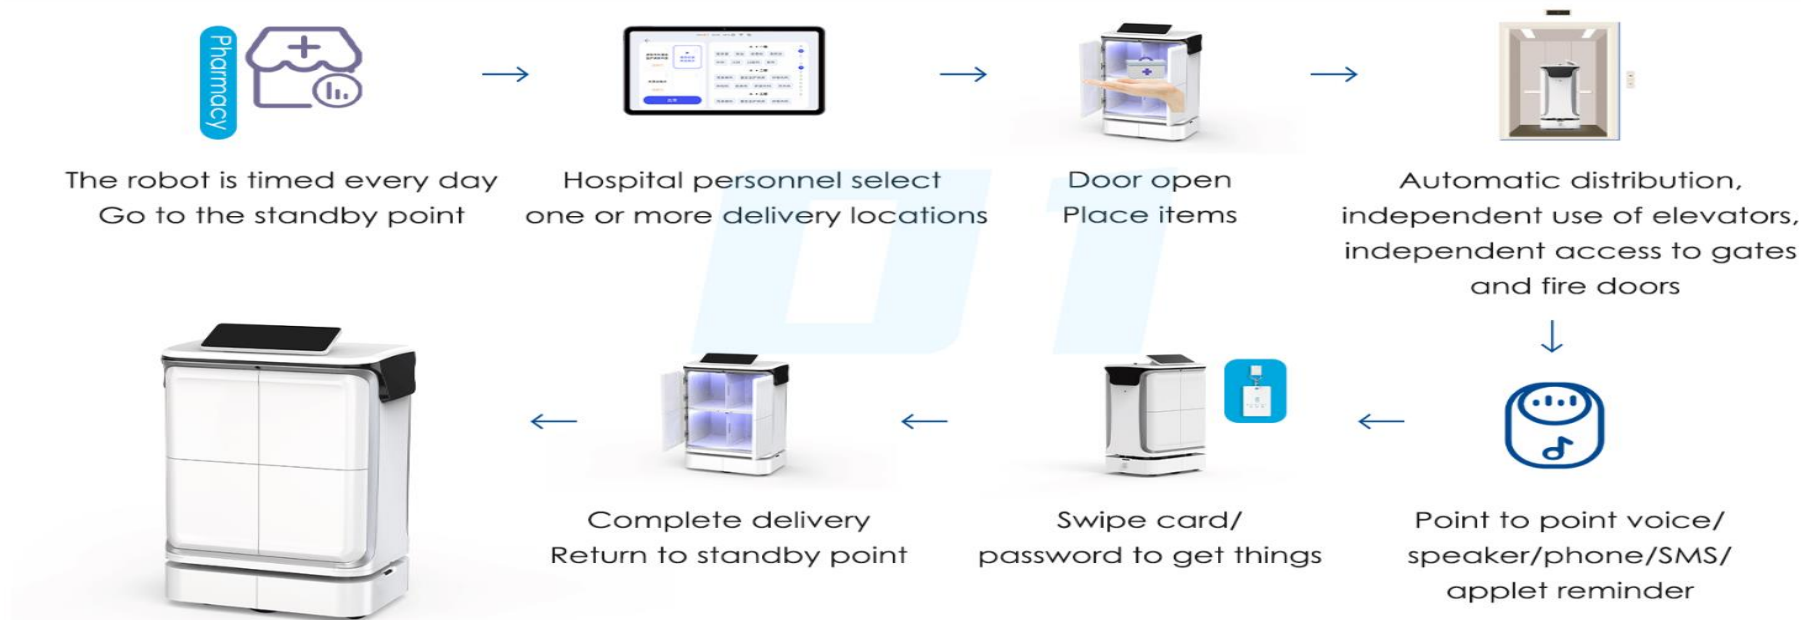 Pharmacy
The robot is timed every day
Go to the standby point
Hospital personnel select
one or more delivery locations
Door open
Place items
Automatic distribution,
independent use of elevators,
independent access to gates
and fire doors
01
Point to point voice/
speaker/phone/SMS/
applet reminder
Swipe card/
password to get things
Complete delivery
Return to standby point